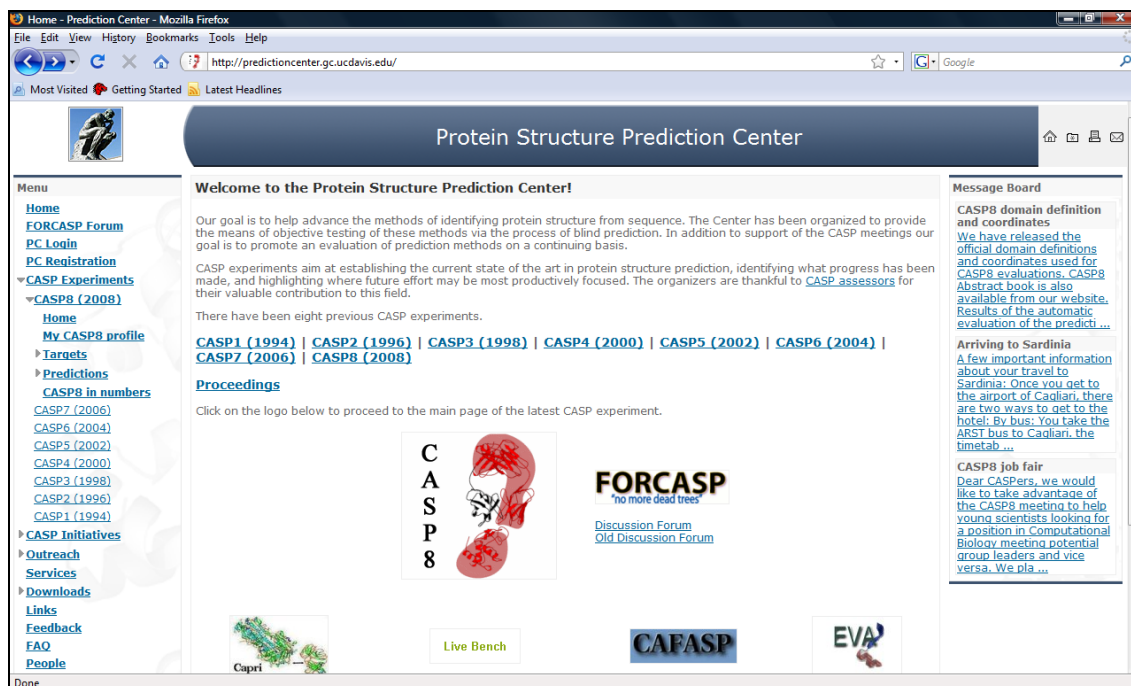 Home - Prediction Center - Mozilla Firefox
File Edit View History Bookmarks Tools Help
http://predictioncenter.gc.ucdavis.edu/
G
Google
Most Visited Getting Started Latest Headlines
Protein Structure Prediction Center
Menu
Home
FORCASP Forum
PC Login
PC Registration
CASP Experiments
CASP8 (2008)
Home
My CASP8 profile
Targets
Predictions
CASP8 in numbers
CASP7 (2006)
CASP6 (2004)
CASP5 (2002)
CASP4 (2000)
CASP3 (1998)
CASP2 (1996)
CASP1 (1994)
CASP Initiatives
Outreach
Services
Downloads
Links
Feedback
FAQ
People
Welcome to the Protein Structure Prediction Center!
Our goal is to help advance the methods of identifying protein structure from sequence. The Center has been organized to provide
the means of objective testing of these methods via the process of blind prediction. In addition to support of the CASP meetings our
goal is to promote an evaluation of prediction methods on a continuing basis.
CASP experiments aim at establishing the current state of the art in protein structure prediction, identifying what progress has been
made, and highlighting where future effort may be most productively focused. The organizers are thankful to CASP assessors for
their valuable contribution to this field.
There have been eight previous CASP experiments.
CASP1 (1994) | CASP2 (1996) | CASP3 (1998) | CASP4 (2000) | CASP5 (2002) | CASP6 (2004) |
CASP7 (2006) | CASP8 (2008)
Proceedings
Click on the logo below to proceed to the main page of the latest CASP experiment.
C
A
S
P
8
FORCASP
"no more dead trees"
Discussion Forum
Old Discussion Forum
Capri
Live Bench
CAFASP
EVA
Message Board
CASP8 domain definition
and coordinates
We have released the
official domain definitions
and coordinates used for
CASP8 evaluations. CASP8
Abstract book is also
available from our website.
Results of the automatic
evaluation of the predicti ...
Arriving to Sardinia
A few important information
about your travel to
Sardinia: Once you get to
the airport of Cagliari, there
are two ways to get to the
hotel: By bus: You take the
ARST bus to Cagliari. the
timetab ...
CASP8 job fair
Dear CASPers, we would
like to take advantage of
the CASP8 meeting to help
young scientists looking for
a position in Computational
Biology meeting potential
group leaders and vice
versa. We pla ...
Done